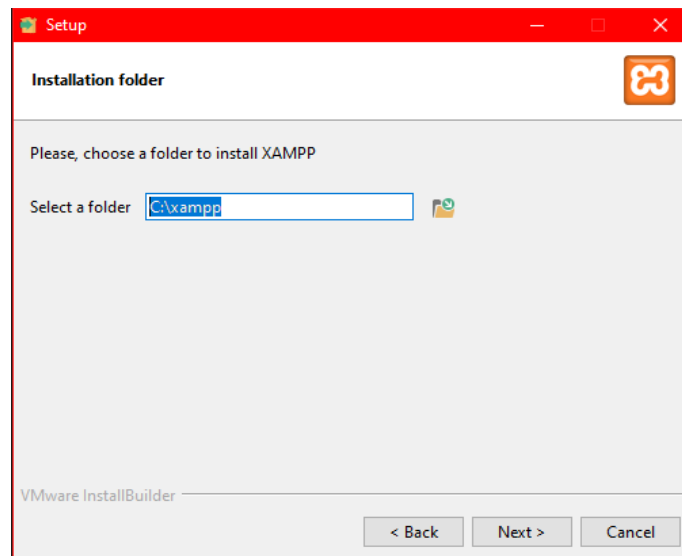 Setup
Installation folder
Please, choose a folder to install XAMPP
Select a folder C:\xampp
VMware InstallBuilder
< Back Next > Cancel